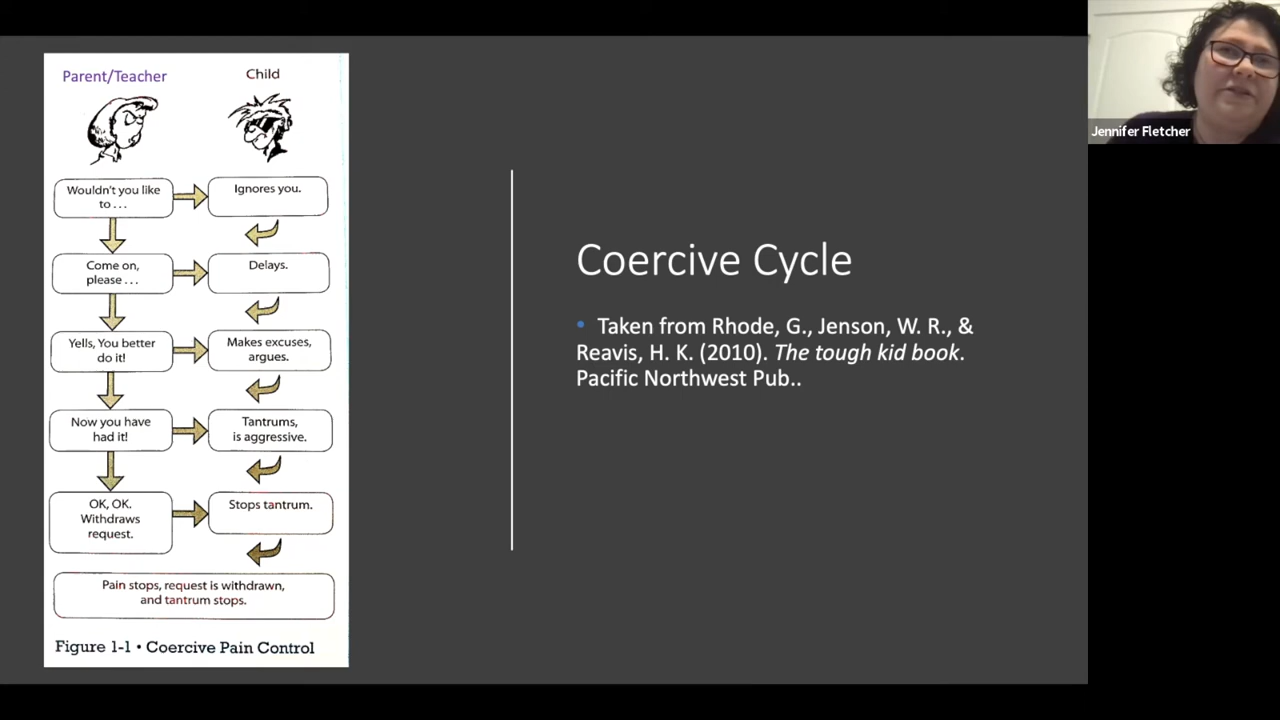 Parent/Teacher
Child
Wouldn't you like
to . . .
Ignores you.
Come on,
please . . .
Delays.
Yells, You better
do it!
Makes excuses,
argues.
Now you have
had it!
Tantrums,
is aggressive.
OK, OK.
Withdraws
request.
Stops tantrum.
Pain stops, request is withdrawn,
and tantrum stops.
Figure 1-1 • Coercive Pain Control
Coercive Cycle
• Taken from Rhode, G., Jenson, W. R., &
Reavis, H. K. (2010). The tough kid book.
Pacific Northwest Pub..
Jennifer Fletcher